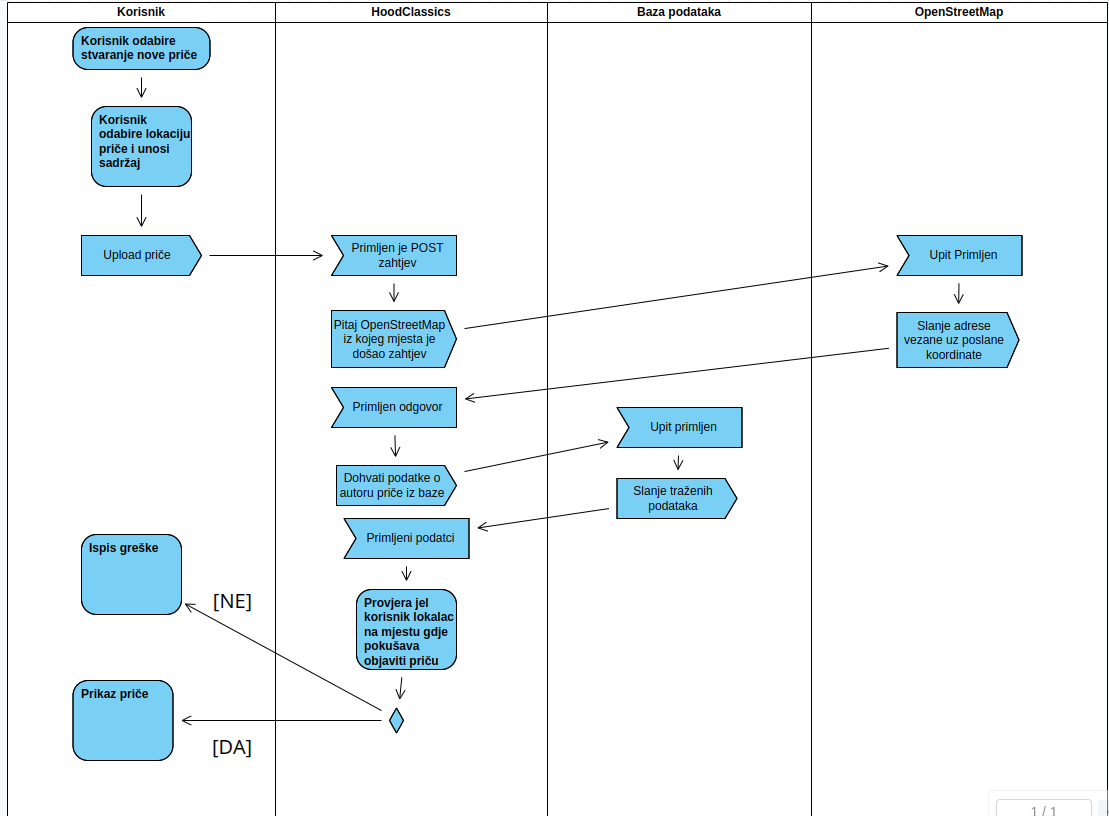 Korisnik
HoodClassics
Baza podataka
OpenStreetMap
Korisnik odabire
stvaranje nove priče
Korisnik
odabire lokaciju
priče i unosi
sadržaj
Upload priče
Primljen je POST
zahtjev
Upit Primljen
Pitaj OpenStreetMap
iz kojeg mjesta je
došao zahtjev
Slanje adrese
vezane uz poslane
koordinate
Primljen odgovor
Upit primljen
Dohvati podatke o
autoru priče iz baze
Slanje traženih
podataka
Primljeni podatci
Ispis greške
[NE]
Provjera jel
korisnik lokalac
na mjestu gdje
pokušava
objaviti priču
Prikaz priče
[DA]
1 / 1